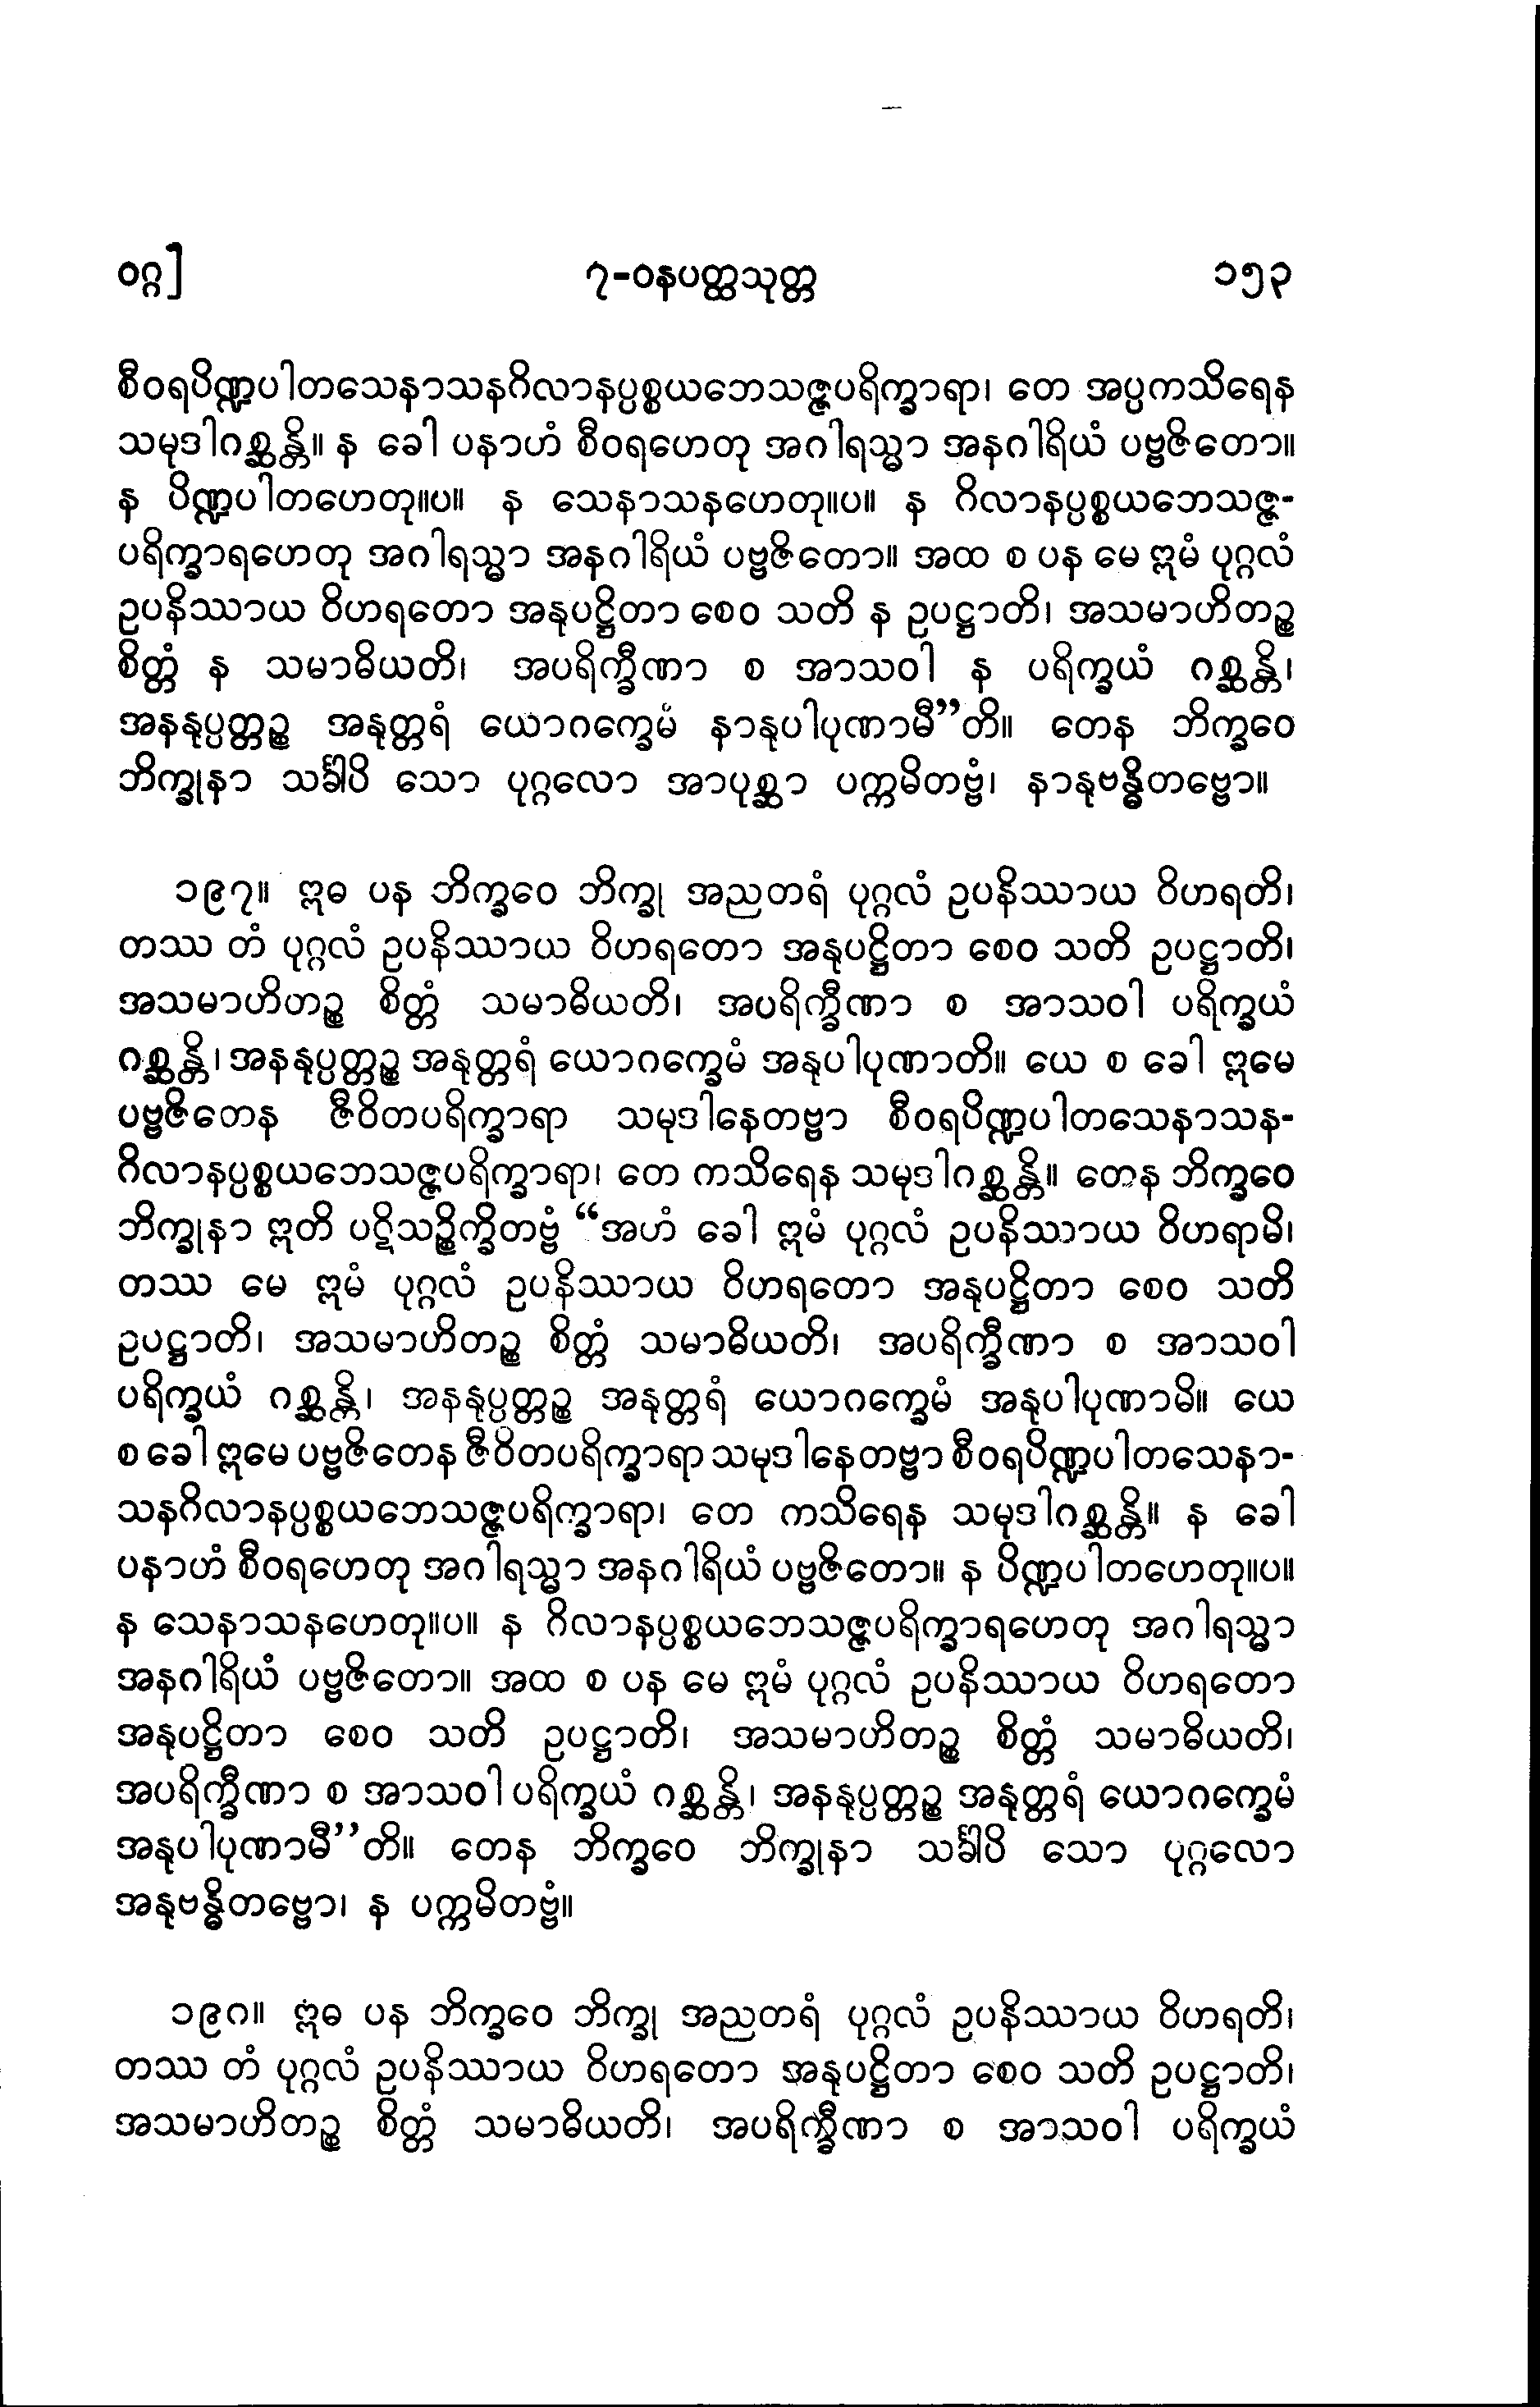 ဝဂ္ဂ] ၇-ဝနပတ္ထသုတ္တ ၁၅၃
စီဝရပိဏ္ဍပါတသေနာသနဂိလာနပ္ပစ္စယဘေသဇ္ဇပရိက္ခာရာ၊ တေ အပ္ပကသိရေန
သမုဒါဂစ္ဆန္တိ။ န ခေါ ပနာဟံ စီဝရဟေတု အဂါရသ္မာ အနဂါရိယံ ပဗ္ဗဇိတော။
န ပိဏ္ဍပါတဟေတု။ပ။ န သေနာသနဟေတု။ပ။ န ဂိလာနပ္ပစ္စယဘေသဇ္ဇ-
ပရိက္ခာရဟေတု အဂါရသ္မာ အနဂါရိယံ ပဗ္ဗဇိတော။ အထ စ ပန မေ ဣမံ ပုဂ္ဂလံ
ဥပနိဿာယ ဝိဟရတော အနုပဋ္ဌိတာ စေဝ သတိ န ဥပဋ္ဌာတိ၊ အသမာဟိတဉ္စ
စိတ္တံ န သမာဓိယတိ၊ အပရိက္ခီဏာ စ အာသဝါ န ပရိက္ခယံ ဂစ္ဆန္တိ၊
အနနုပ္ပတ္တဉ္စ အနုတ္တရံ ယောဂက္ခေမံ နာနုပါပုဏာမီ”တိ။ တေန ဘိက္ခဝေ
ဘိက္ခုနာ သင်္ခါပိ သော ပုဂ္ဂလော အာပုစ္ဆာ ပက္ကမိတဗ္ဗံ၊ နာနုဗန္ဓိတဗ္ဗော။
၁၉၇။ ဣဓ ပန ဘိက္ခဝေ ဘိက္ခု အညတရံ ပုဂ္ဂလံ ဥပနိဿာယ ဝိဟရတိ၊
တဿ တံ ပုဂ္ဂလံ ဥပနိဿာယ ဝိဟရတော အနုပဋ္ဌိတာ စေဝ သတိ ဥပဋ္ဌာတိ၊
အသမာဟိတဉ္စ စိတ္တံ သမာဓိယတိ၊ အပရိက္ခီဏာ စ အာသဝါ ပရိက္ခယံ
ဂစ္ဆန္တိ၊ အနနုပ္ပတ္တဉ္စ အနုတ္တရံ ယောဂက္ခေမံ အနုပါပုဏာတိ။ ယေ စ ခေါ ဣမေ
ပဗ္ဗဇိတေန ဇီဝိတပရိက္ခာရာ သမုဒါနေတဗ္ဗာ စီဝရပိဏ္ဍပါတသေနာသန-
ဂိလာနပ္ပစ္စယဘေသဇ္ဇပရိက္ခာရာ၊ တေ ကသိရေန သမုဒါဂစ္ဆန္တိ။ တေန ဘိက္ခဝေ
ဘိက္ခုနာ ဣတိ ပဋိသဉ္စိက္ခိတဗ္ဗံ “အဟံ ခေါ ဣမံ ပုဂ္ဂလံ ဥပနိဿာယ ဝိဟရာမိ၊
တဿ မေ ဣမံ ပုဂ္ဂလံ ဥပနိဿာယ ဝိဟရတော အနုပဋ္ဌိတာ စေဝ သတိ
ဥပဋ္ဌာတိ၊ အသမာဟိတဉ္စ စိတ္တံ သမာဓိယတိ၊ အပရိက္ခီဏာ စ အာသဝါ
ပရိက္ခယံ ဂစ္ဆန္တိ၊ အနနုပ္ပတ္တဉ္စ အနုတ္တရံ ယောဂက္ခေမံ အနုပါပုဏာမိ။ ယေ
စ ခေါ ဣမေ ပဗ္ဗဇိတေန ဇီဝိတပရိက္ခာရာ သမုဒါနေတဗ္ဗာ စီဝရပိဏ္ဍပါတသေနာ-
သနဂိလာနပ္ပစ္စယဘေသဇ္ဇပရိက္ခာရာ၊ တေ ကသိရေန သမုဒါဂစ္ဆန္တိ။ န ခေါ
ပနာဟံ စီဝရဟေတု အဂါရသ္မာ အနဂါရိယံ ပဗ္ဗဇိတော။ န ပိဏ္ဍပါတဟေတု။ပ။
န သေနာသနဟေတု။ပ။ န ဂိလာနပ္ပစ္စယဘေသဇ္ဇပရိက္ခာရဟေတု အဂါရသ္မာ
အနဂါရိယံ ပဗ္ဗဇိတော။ အထ စ ပန မေ ဣမံ ပုဂ္ဂလံ ဥပနိဿာယ ဝိဟရတော
အနုပဋ္ဌိတာ စေဝ သတိ ဥပဋ္ဌာတိ၊ အသမာဟိတဉ္စ စိတ္တံ သမာဓိယတိ၊
အပရိက္ခီဏာ စ အာသဝါ ပရိက္ခယံ ဂစ္ဆန္တိ၊ အနနုပ္ပတ္တဉ္စ အနုတ္တရံ ယောဂက္ခေမံ
အနုပါပုဏာမီ”တိ။ တေန ဘိက္ခဝေ ဘိက္ခုနာ သင်္ခါပိ သော ပုဂ္ဂလော
အနုဗန္ဓိတဗ္ဗော၊ န ပက္ကမိတဗ္ဗံ။
၁၉ဂ။ ဣဓ ပန ဘိက္ခဝေ ဘိက္ခု အညတရံ ပုဂ္ဂလံ ဥပနိဿာယ ဝိဟရတိ၊
တဿ တံ ပုဂ္ဂလံ ဥပနိဿာယ ဝိဟရတော အနုပဋ္ဌိတာ စေဝ သတိ ဥပဋ္ဌာတိ၊
အသမာဟိတဉ္စ စိတ္တံ သမာဓိယတိ၊ အပရိက္ခီဏာ စ အာသဝါ ပရိက္ခယံ